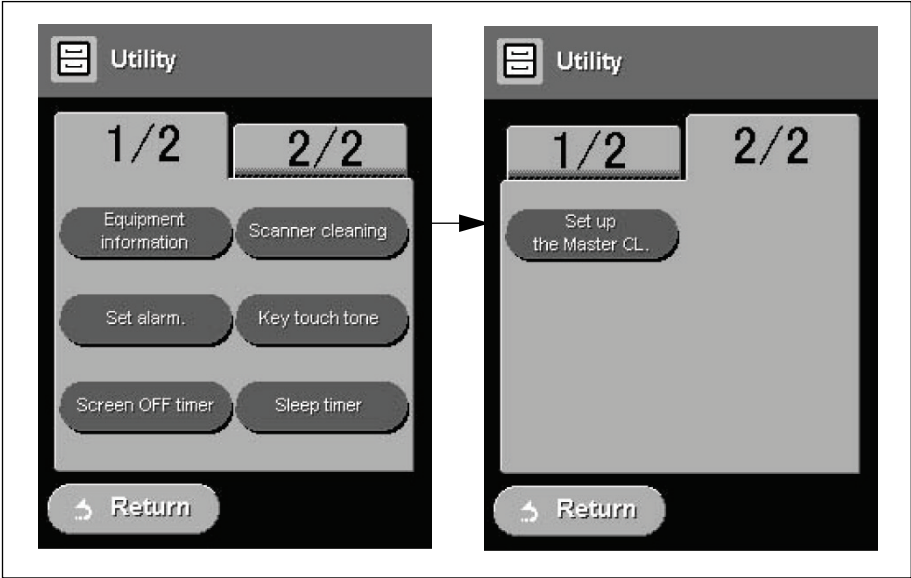 Utility
1/2
2/2
Equipment
information
Scanner cleaning
Set alarm.
Key touch tone
Screen OFF timer
Sleep timer
Return
Utility
1/2
2/2
Set up
the Master CL.
Return